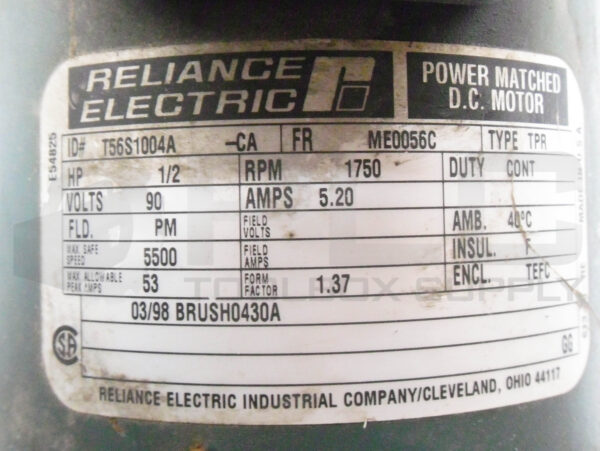 RELIANCE ELECTRIC
POWER MATCHED
D.C. MOTOR
E54825
ID# T56S1004A -CA FR ME0056C TYPE TPR
HP 1/2 RPM 1750 DUTY CONT
VOLTS 90 AMPS 5.20
FLD. PM FIELD VOLTS AMB. 40°C
MAX. SAFE SPEED 5500 FIELD AMPS INSUL. F
MAX. ALLOWABLE PEAK AMPS 53 FORM FACTOR 1.37 ENCL. TEFC
03/98 BRUSH0430A
GG
RELIANCE ELECTRIC INDUSTRIAL COMPANY/CLEVELAND, OHIO 44117
TOOLBOX SUPPLY